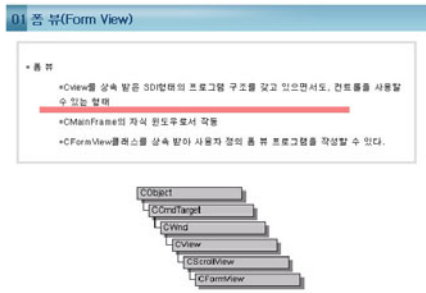 01 폼 뷰(Form View)
▪ 폼 뷰
▪Cview를 상속 받은 SDI형태의 프로그램 구조를 갖고 있으면서도, 컨트롤을 사용할
수 있는 형태
▪CMainFrame의 자식 윈도우로서 작동
▪CFormView클래스를 상속 받아 사용자 정의 폼 뷰 프로그램을 작성할 수 있다.
CObject
CCmdTarget
CWnd
CView
CScrollView
CFormView